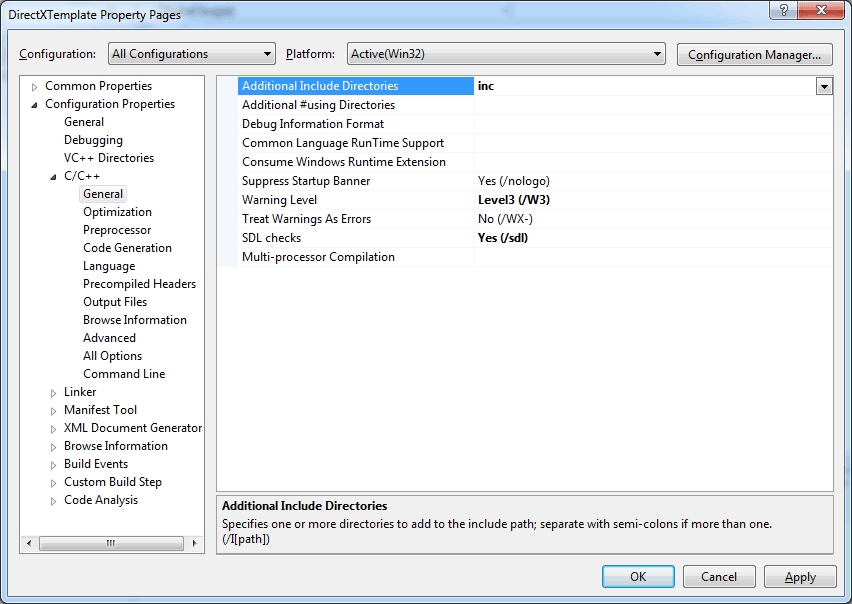 DirectXTemplate Property Pages
Configuration: All Configurations Platform: Active(Win32) Configuration Manager...
Common Properties
Configuration Properties
General
Debugging
VC++ Directories
C/C++
General
Optimization
Preprocessor
Code Generation
Language
Precompiled Headers
Output Files
Browse Information
Advanced
All Options
Command Line
Linker
Manifest Tool
XML Document Generator
Browse Information
Build Events
Custom Build Step
Code Analysis
Additional Include Directories inc
Additional #using Directories
Debug Information Format
Common Language RunTime Support
Consume Windows Runtime Extension
Suppress Startup Banner Yes (/nologo)
Warning Level Level3 (/W3)
Treat Warnings As Errors No (/WX-)
SDL checks Yes (/sdl)
Multi-processor Compilation
Additional Include Directories
Specifies one or more directories to add to the include path; separate with semi-colons if more than one.
(/I[path])
OK Cancel Apply